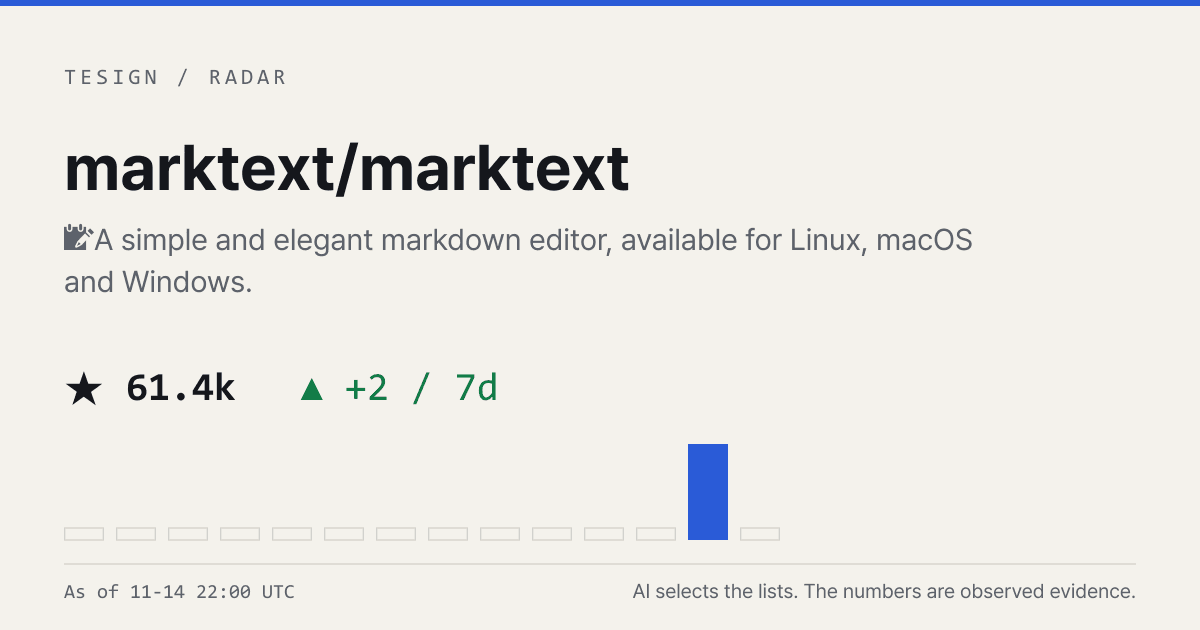 TESIGN / RADAR
marktext/marktext
📝A simple and elegant markdown editor, available for Linux, macOS
and Windows.
★ 61.4k ▲ +2 / 7d
As of 11-14 22:00 UTC
AI selects the lists. The numbers are observed evidence.